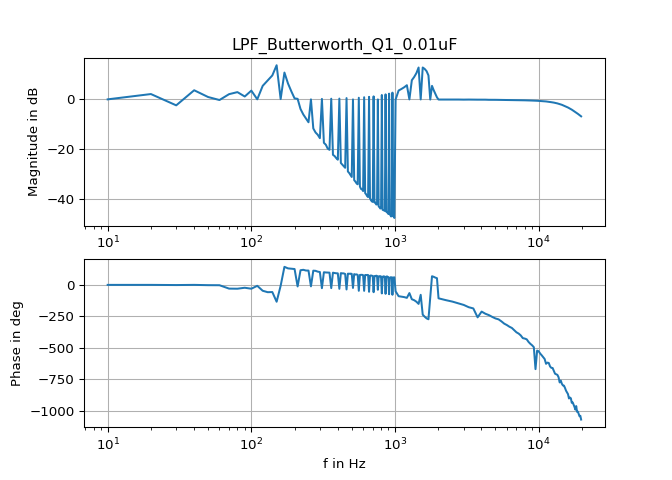 LPF_Butterworth_Q1_0.01uF
Magnitude in dB
0
−20
−40
10¹ 10² 10³ 10⁴
Phase in deg
0
−250
−500
−750
−1000
10¹ 10² 10³ 10⁴
f in Hz